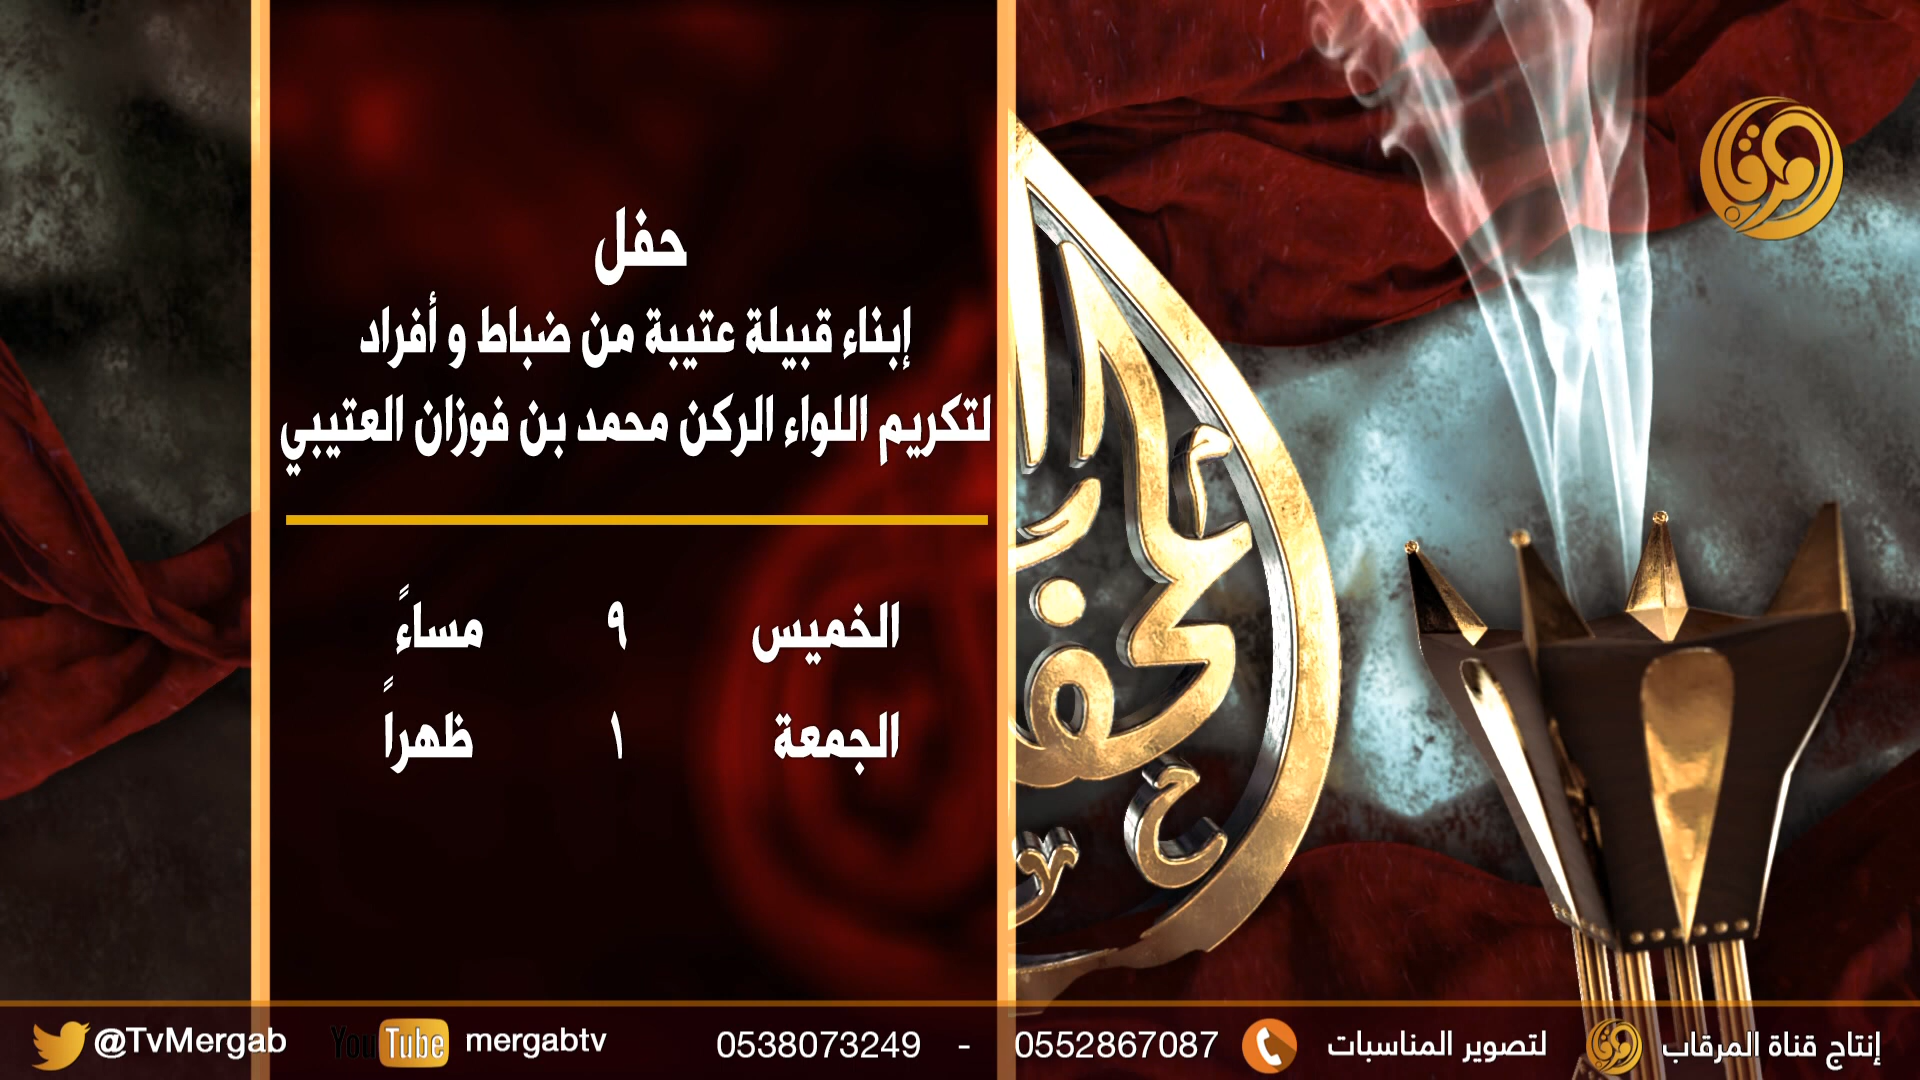 حفل
إبناء قبيلة عتيبة من ضباط و أفراد
لتكريم اللواء الركن محمد بن فوزان العتيبي
الخميس ٩ مساءً
الجمعة ١ ظهراً
مرقاب
إنتاج قناة المرقاب لتصوير المناسبات 0552867087 - 0538073249 mergabtv YouTube @TvMergab